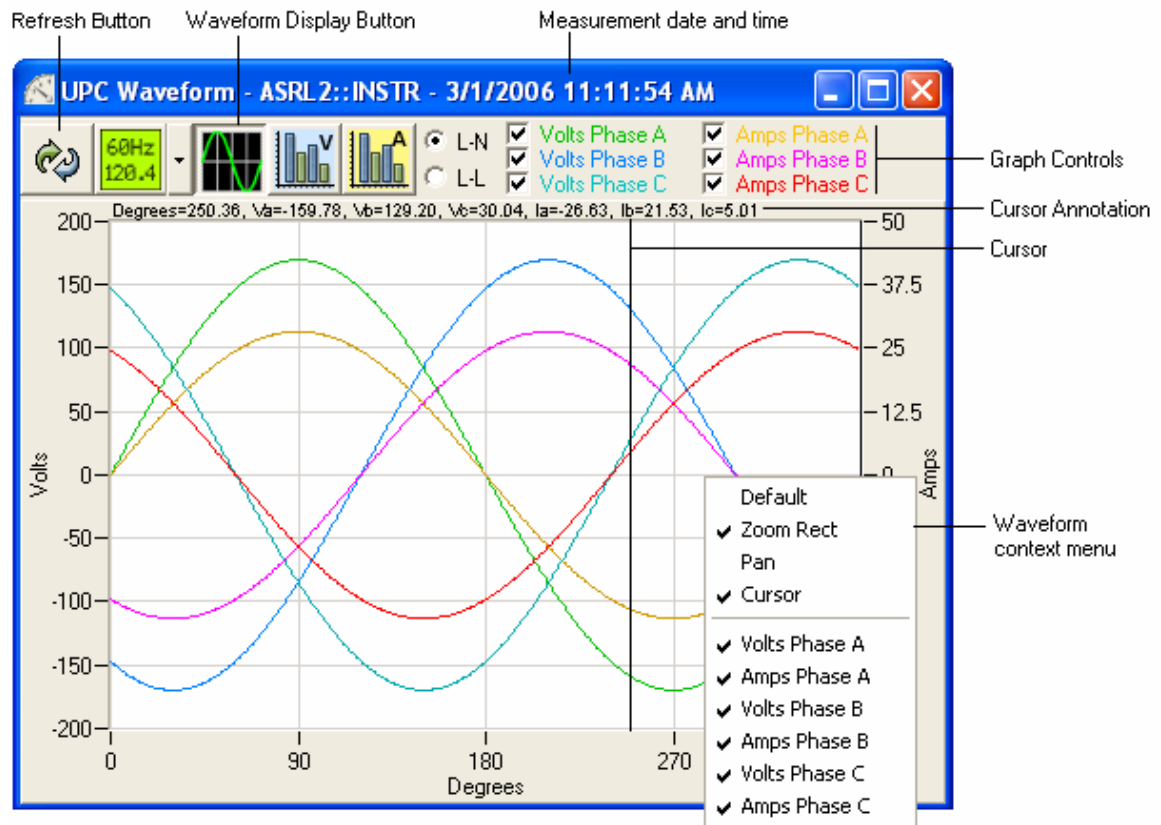 Refresh Button
Waveform Display Button
Measurement date and time
UPC Waveform - ASRL2::INSTR - 3/1/2006 11:11:54 AM
60Hz
120.4
V
A
L-N
L-L
Volts Phase A
Volts Phase B
Volts Phase C
Amps Phase A
Amps Phase B
Amps Phase C
Graph Controls
Degrees=250.36, Va=-159.78, Vb=129.20, Vc=30.04, Ia=-26.63, Ib=21.53, Ic=5.01
Cursor Annotation
Cursor
200
150
100
50
0
-50
-100
-150
-200
Volts
50
37.5
25
12.5
0
Amps
0
90
180
270
Degrees
Default
Zoom Rect
Pan
Cursor
Volts Phase A
Amps Phase A
Volts Phase B
Amps Phase B
Volts Phase C
Amps Phase C
Waveform
context menu